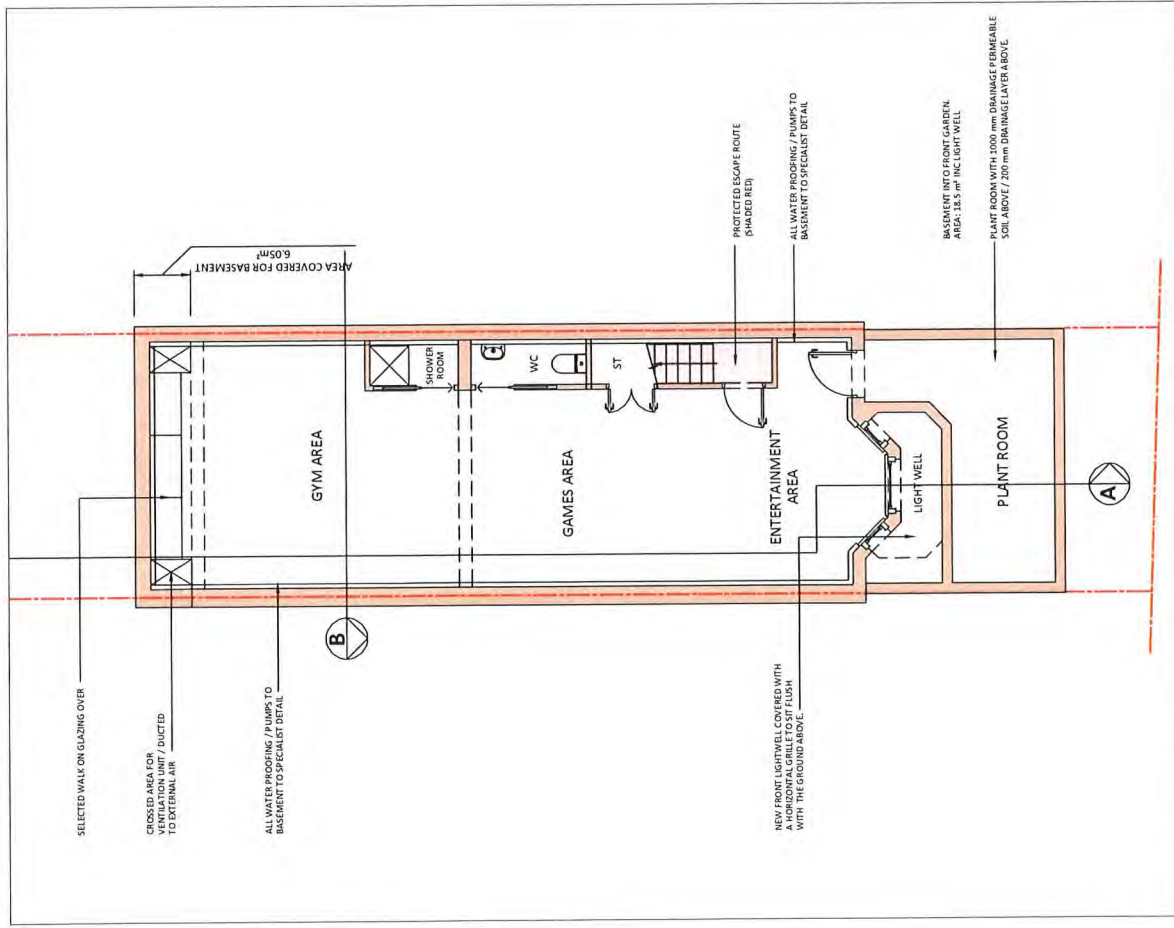 SELECTED WALK ON GLAZING OVER
CROSSED AREA FOR
VENTILATION UNIT / DUCTED
TO EXTERNAL AIR
ALL WATER PROOFING / PUMPS TO
BASEMENT TO SPECIALIST DETAIL
B
NEW FRONT LIGHTWELL COVERED WITH
A HORIZONTAL GRILLE TO SIT FLUSH
WITH THE GROUND ABOVE.
GYM AREA
GAMES AREA
ENTERTAINMENT
AREA
LIGHT WELL
PLANT ROOM
A
SHOWER
ROOM
WC
ST
AREA COVERED FOR BASEMENT
6.05m²
PROTECTED ESCAPE ROUTE
(SHADED RED)
ALL WATER PROOFING / PUMPS TO
BASEMENT TO SPECIALIST DETAIL
BASEMENT INTO FRONT GARDEN.
AREA: 18.5 m² INC LIGHT WELL
PLANT ROOM WITH 1000 mm DRAINAGE PERMEABLE
SOIL ABOVE / 200 mm DRAINAGE LAYER ABOVE.